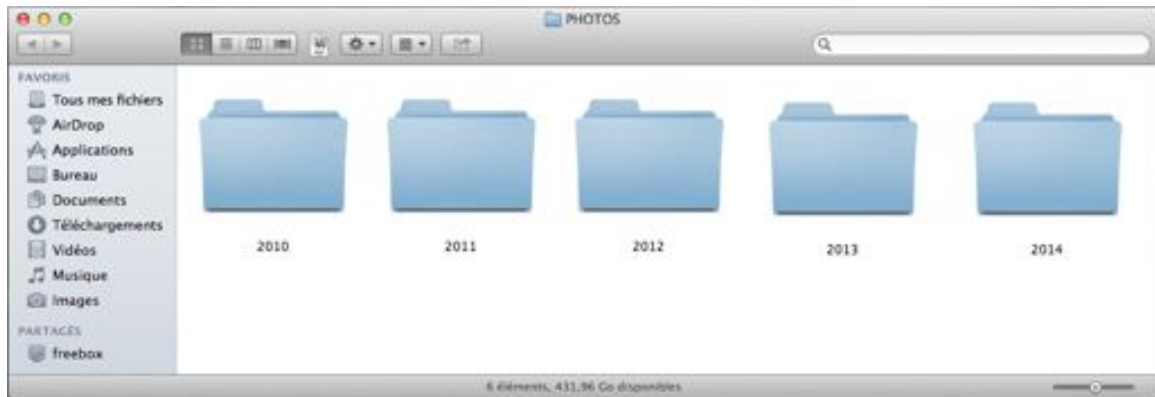 PHOTOS
FAVORIS
Tous mes fichiers
AirDrop
Applications
Bureau
Documents
Téléchargements
Vidéos
Musique
Images
PARTAGÉS
freebox
2010 2011 2012 2013 2014
6 éléments, 431,96 Go disponibles